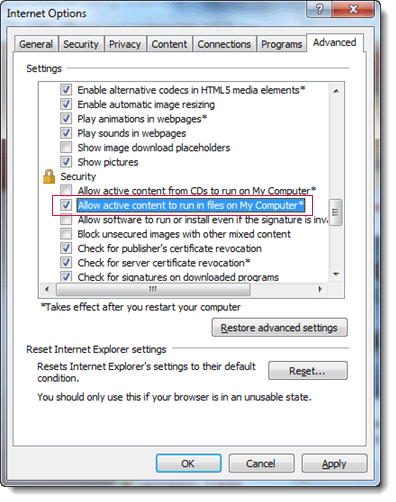 Internet Options
General Security Privacy Content Connections Programs Advanced
Settings
Enable alternative codecs in HTML5 media elements*
Enable automatic image resizing
Play animations in webpages*
Play sounds in webpages
Show image download placeholders
Show pictures
Security
Allow active content from CDs to run on My Computer*
Allow active content to run in files on My Computer*
Allow software to run or install even if the signature is inva
Block unsecured images with other mixed content
Check for publisher's certificate revocation
Check for server certificate revocation*
Check for signatures on downloaded programs
*Takes effect after you restart your computer
Restore advanced settings
Reset Internet Explorer settings
Resets Internet Explorer's settings to their default
condition.
Reset...
You should only use this if your browser is in an unusable state.
OK Cancel Apply